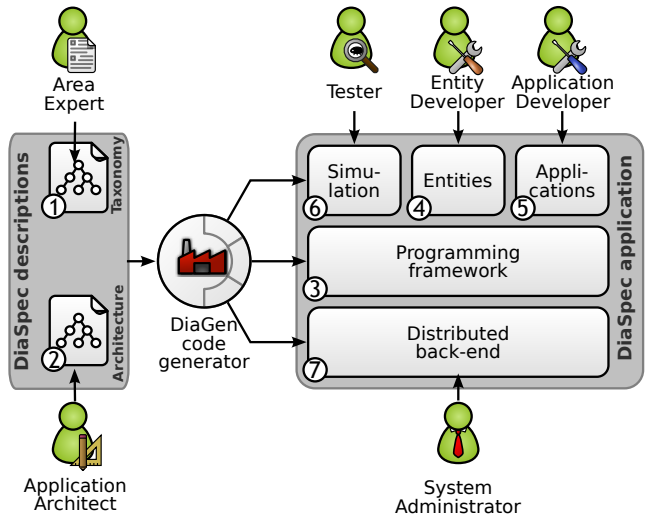 Area
Expert
Tester
Entity
Developer
Application
Developer
DiaSpec descriptions
Taxonomy
1
Architecture
2
Application
Architect
DiaGen
code
generator
Simu-
lation
6
Entities
4
Appli-
cations
5
Programming
framework
3
Distributed
back-end
7
DiaSpec application
System
Administrator